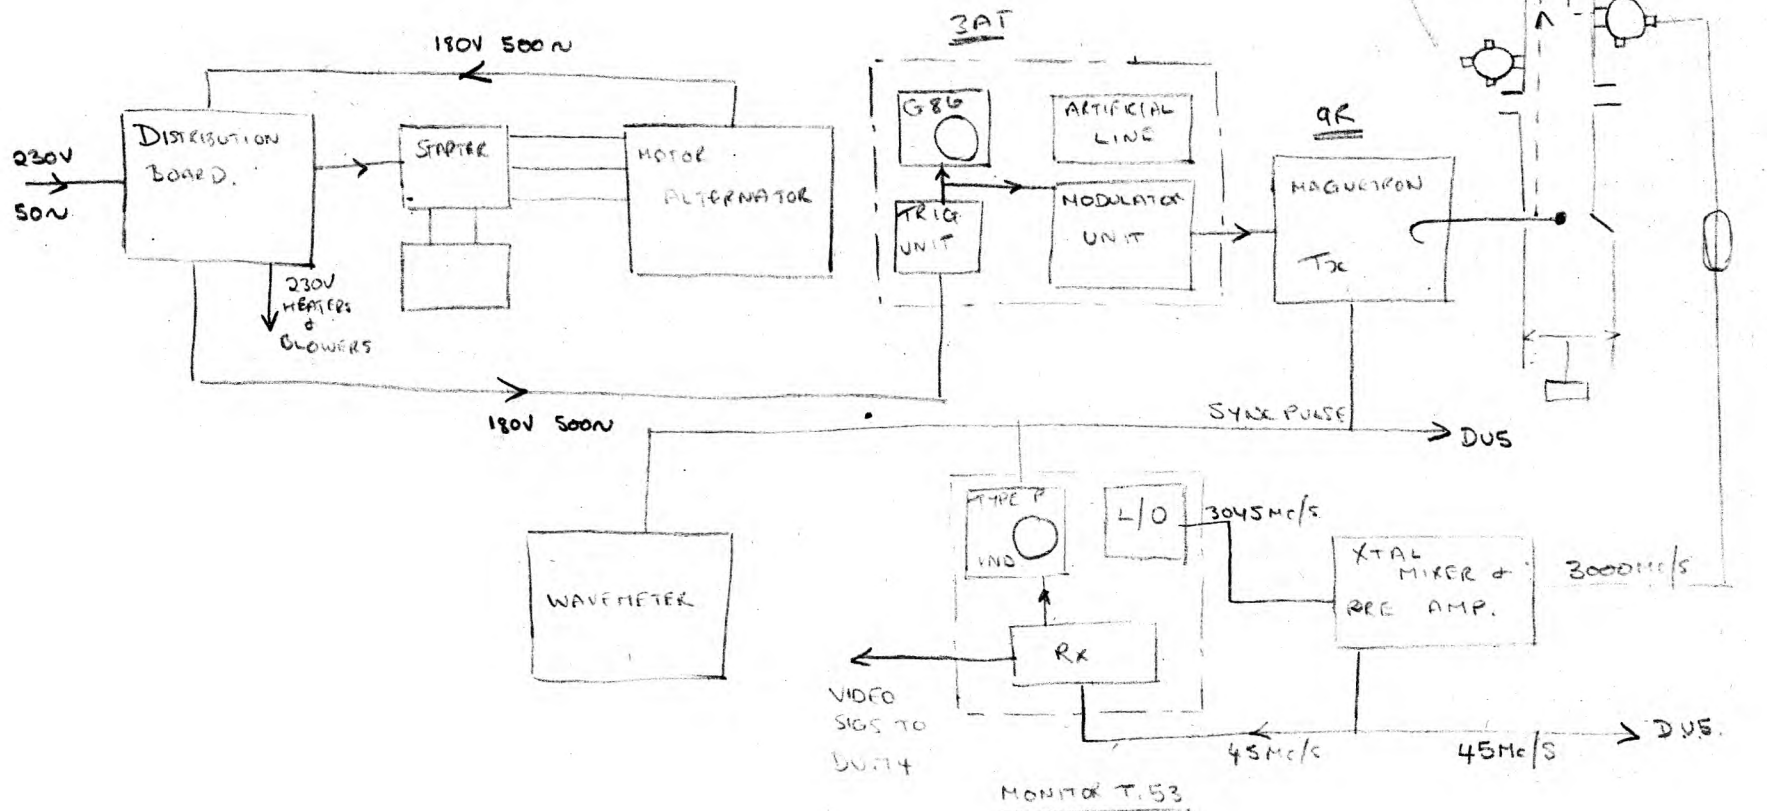 180V 500~
3AT
9R
230V
50~
DISTRIBUTION
BOARD.
STARTER
MOTOR
ALTERNATOR
G86
ARTIFICIAL
LINE
TRIG
UNIT
MODULATOR
UNIT
MAGNETRON
Tx
230V
HEATERS
&
BLOWERS
180V 500~
SYNC PULSE
DU5
TYPE P
IND
L/O
3045Mc/S
XTAL
MIXER &
PRE AMP.
3000Mc/S
WAVEMETER
Rx
VIDEO
SIGS TO
DU.74
45Mc/S
45Mc/S
DU5.
MONITOR T.53